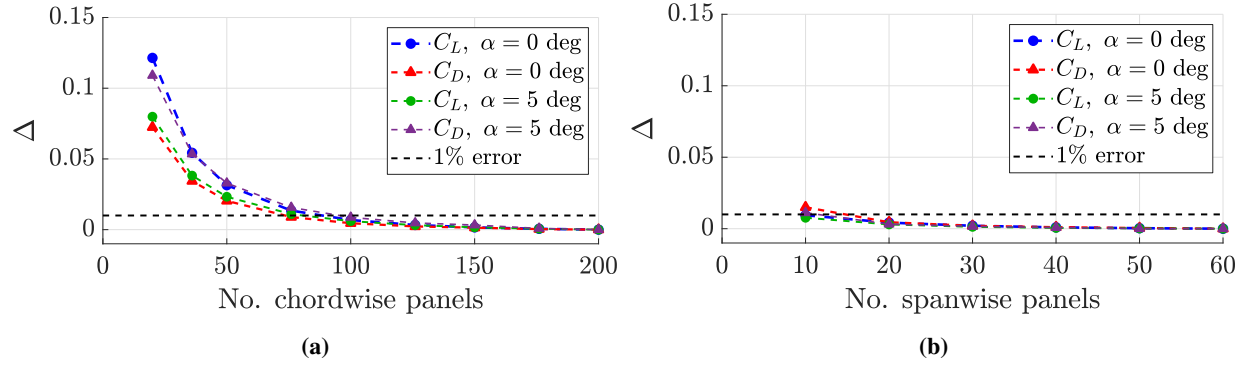 0.15
0.1
0.05
0
Δ
0 50 100 150 200
No. chordwise panels
C_L, α = 0 deg
C_D, α = 0 deg
C_L, α = 5 deg
C_D, α = 5 deg
1% error
(a)
0.15
0.1
0.05
0
Δ
0 10 20 30 40 50 60
No. spanwise panels
C_L, α = 0 deg
C_D, α = 0 deg
C_L, α = 5 deg
C_D, α = 5 deg
1% error
(b)